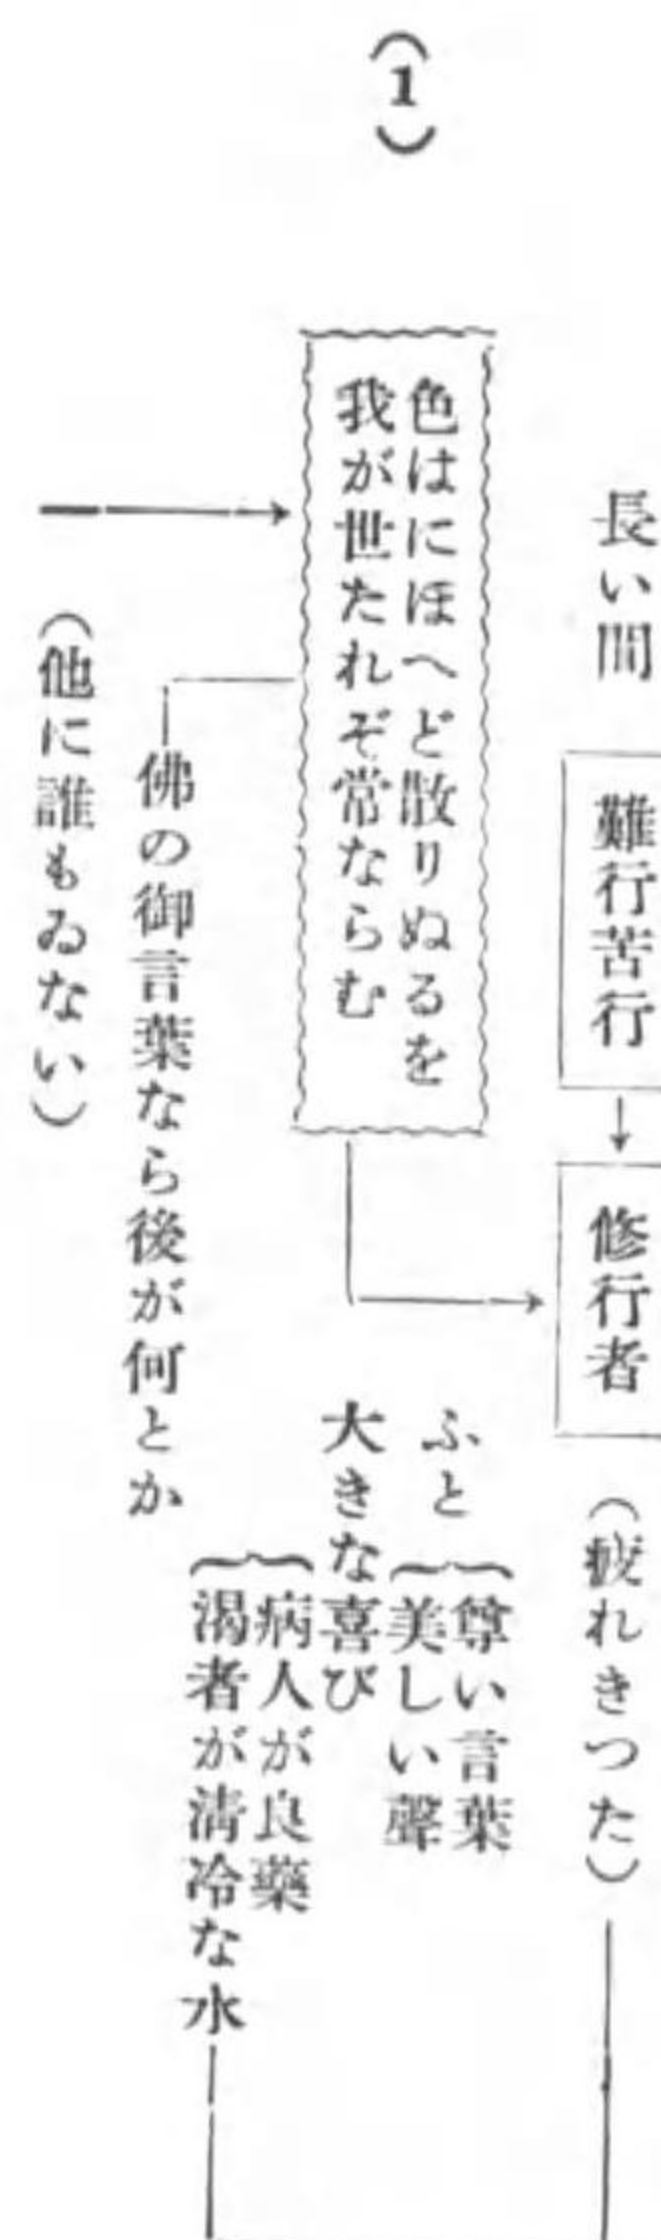 (1)
長い間
難行苦行
修行者
(疲れきつた)
色はにほへど散りぬるを
我が世たれぞ常ならむ
ふと
尊い言葉
美しい聲
大きな喜び
病人が良藥
渇者が清冷な水
佛の御言葉なら後が何とか
(他に誰もゐない)